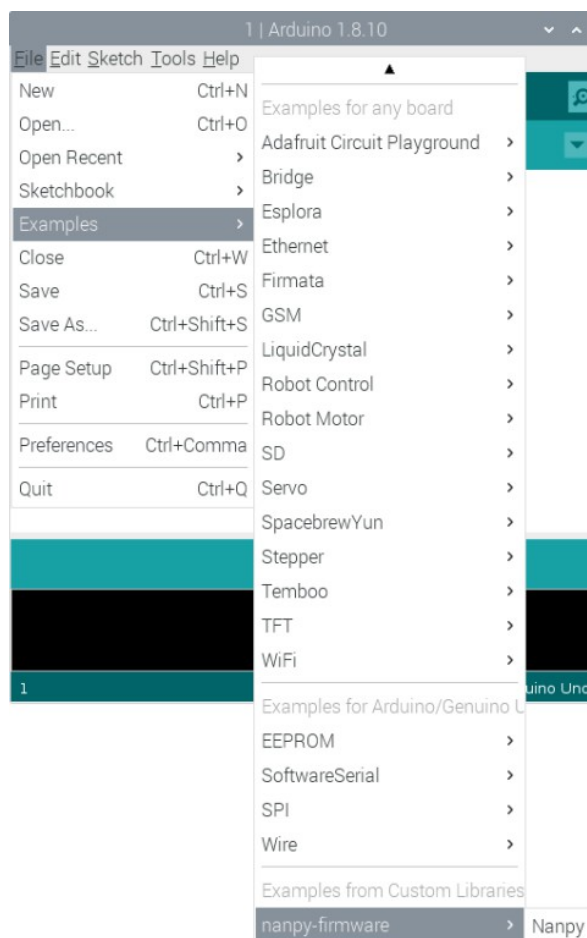 1 | Arduino 1.8.10
File Edit Sketch Tools Help
New Ctrl+N
Open... Ctrl+O
Open Recent
Sketchbook
Examples
Close Ctrl+W
Save Ctrl+S
Save As... Ctrl+Shift+S
Page Setup Ctrl+Shift+P
Print Ctrl+P
Preferences Ctrl+Comma
Quit Ctrl+Q
Examples for any board
Adafruit Circuit Playground
Bridge
Esplora
Ethernet
Firmata
GSM
LiquidCrystal
Robot Control
Robot Motor
SD
Servo
SpacebrewYun
Stepper
Temboo
TFT
WiFi
Examples for Arduino/Genuino U
EEPROM
SoftwareSerial
SPI
Wire
Examples from Custom Libraries
nanpy-firmware
Nanpy
1
uino Uno